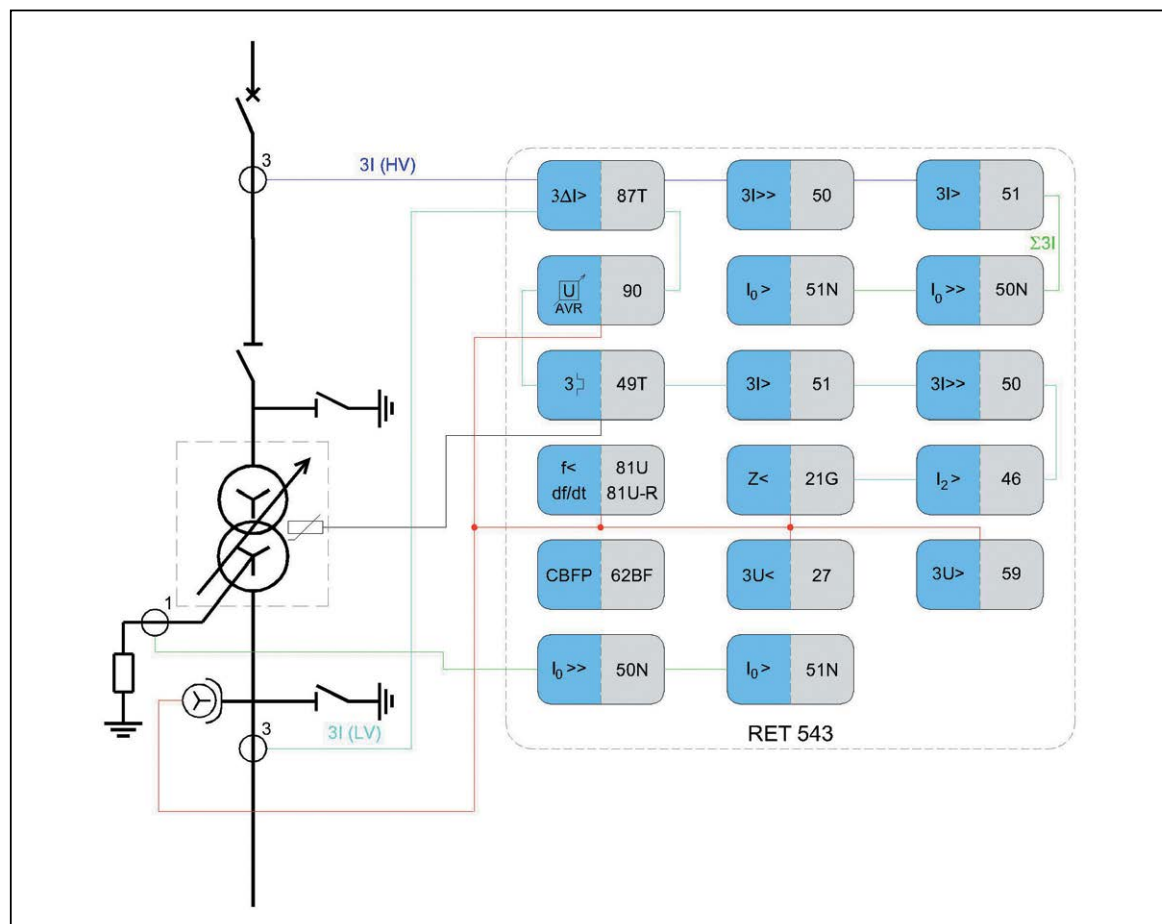 3
3I (HV)
3ΔI> 87T
3I>> 50
3I> 51
Σ3I
U
AVR
90
I₀ > 51N
I₀ >> 50N
3 49T
3I> 51
3I>> 50
f< 81U
df/dt 81U-R
Z< 21G
I₂ > 46
CBFP 62BF
3U< 27
3U> 59
1
I₀ >> 50N
I₀ > 51N
3
3I (LV)
RET 543